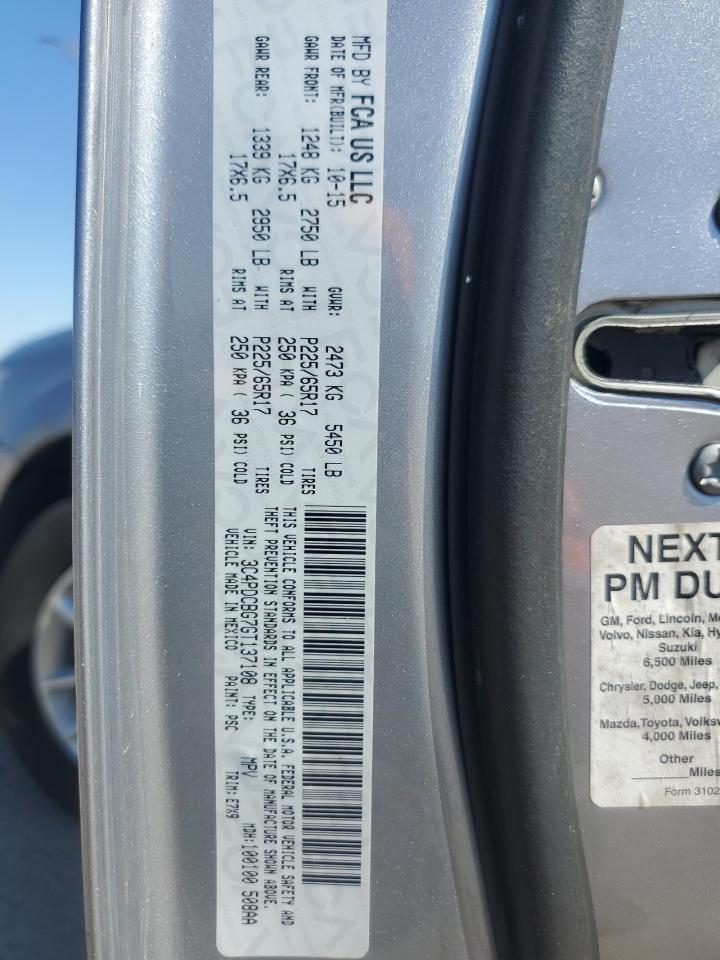 MFD BY FCA US LLC
DATE OF MFR(BUILT): 10-15 GVWR: 2473 KG 5450 LB
GAWR FRONT: 1248 KG 2750 LB WITH P225/65R17 TIRES
17X6.5 RIMS AT 250 KPA ( 36 PSI) COLD
GAWR REAR: 1339 KG 2950 LB WITH P225/65R17 TIRES
17X6.5 RIMS AT 250 KPA ( 36 PSI) COLD
THIS VEHICLE CONFORMS TO ALL APPLICABLE U.S.A. FEDERAL MOTOR VEHICLE SAFETY AND
THEFT PREVENTION STANDARDS IN EFFECT ON THE DATE OF MANUFACTURE SHOWN ABOVE.
VIN: 3C4PDCBG7GT137108 TYPE: MPV MDH:100100 508AA
VEHICLE MADE IN MEXICO PAINT: PSC TRIM: E7X9
NEXT
PM DU
GM, Ford, Lincoln, Me
Volvo, Nissan, Kia, Hy
Suzuki
6,500 Miles
Chrysler, Dodge, Jeep,
5,000 Miles
Mazda,Toyota, Volksw
4,000 Miles
Other
Miles
Form 3102